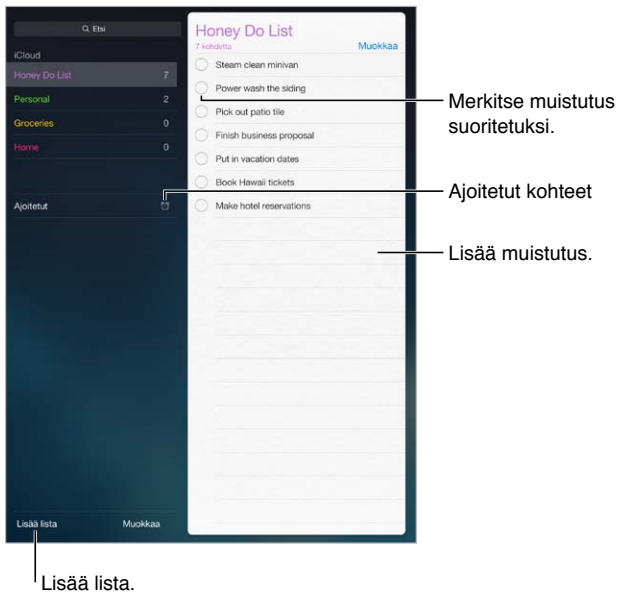 Etsi
iCloud
Honey Do List 7
Personal 2
Groceries 0
Home 0
Ajoitetut
Lisää lista Muokkaa
Honey Do List
7 kohdetta Muokkaa
Steam clean minivan
Power wash the siding
Pick out patio tile
Finish business proposal
Put in vacation dates
Book Hawaii tickets
Make hotel reservations
Merkitse muistutus
suoritetuksi.
Ajoitetut kohteet
Lisää muistutus.
Lisää lista.